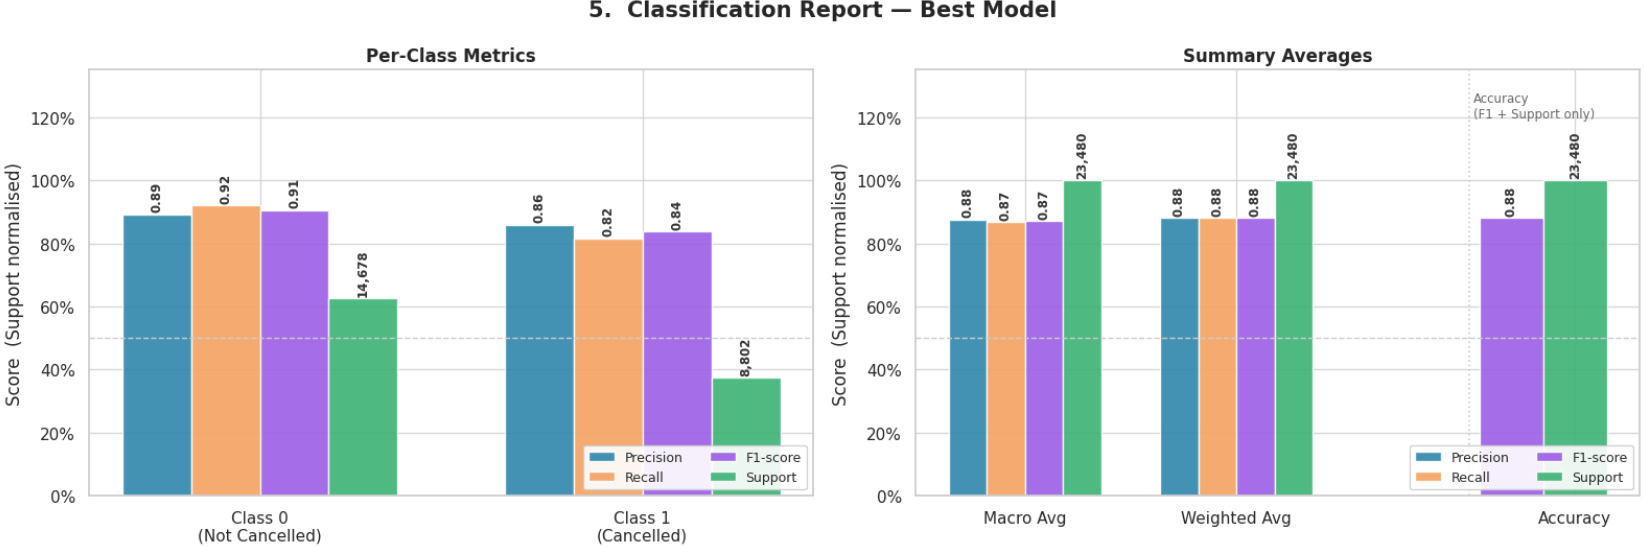 5.  Classification Report — Best Model
Per-Class Metrics
Score  (Support normalised)
120%
100%
80%
60%
40%
20%
0%
0.89
0.92
0.91
14,678
0.86
0.82
0.84
8,802
Precision
Recall
F1-score
Support
Class 0
(Not Cancelled)
Class 1
(Cancelled)
Summary Averages
Score  (Support normalised)
120%
100%
80%
60%
40%
20%
0%
Accuracy
(F1 + Support only)
0.88
0.87
0.87
23,480
0.88
0.88
0.88
23,480
0.88
23,480
Precision
Recall
F1-score
Support
Macro Avg
Weighted Avg
Accuracy